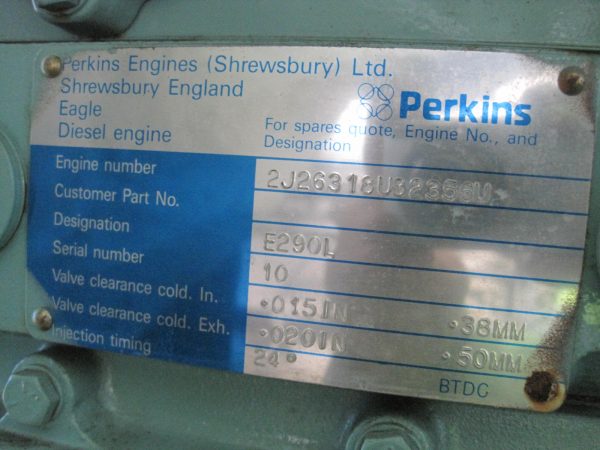 Perkins Engines (Shrewsbury) Ltd.
Shrewsbury England
Eagle
Diesel engine
Perkins
For spares quote, Engine No., and
Designation
Engine number
Customer Part No.
Designation E290L
Serial number 10
Valve clearance cold. In. .015IN .38MM
Valve clearance cold. Exh. .020IN .50MM
Injection timing 24° BTDC